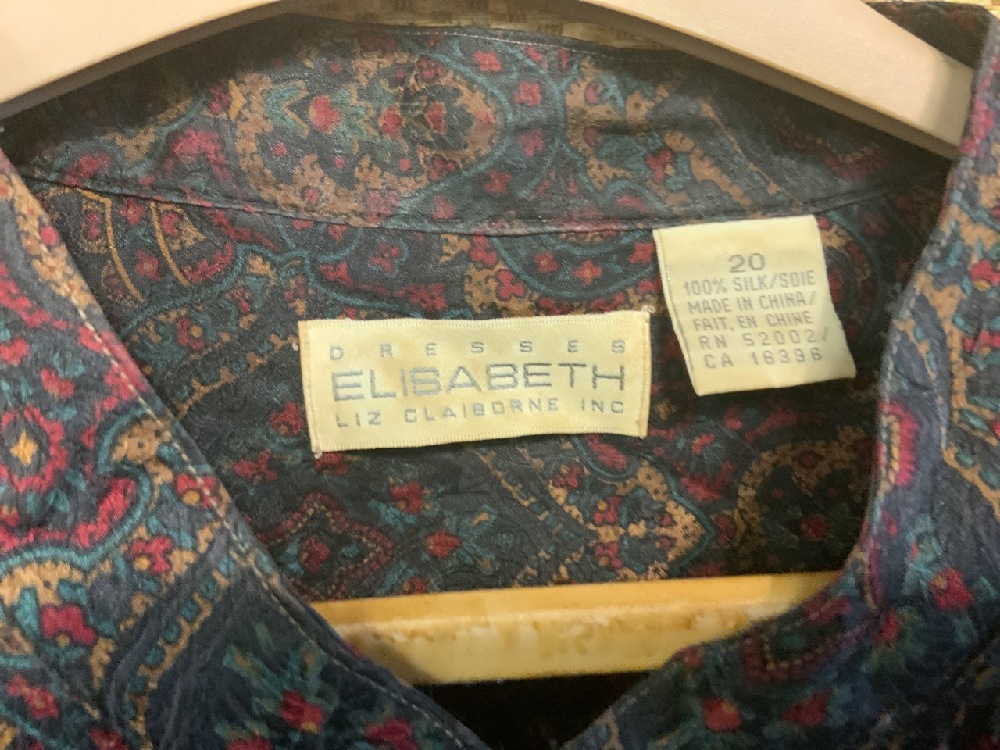 DRESSES
ELISABETH
LIZ CLAIBORNE INC
20
100% SILK/SOIE
MADE IN CHINA/
FAIT, EN CHINE
RN 52002/
CA 16396